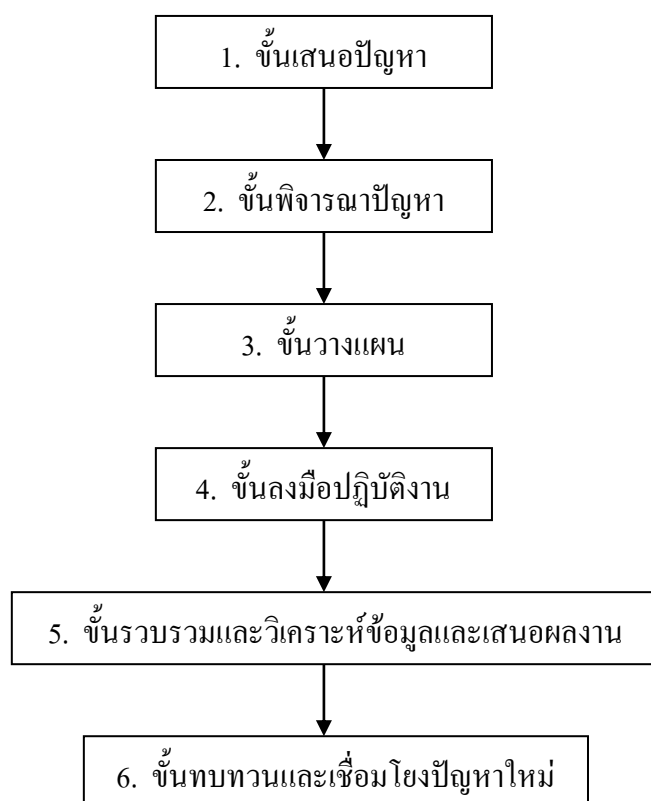 1. ขั้นเสนอปัญหา
2. ขั้นพิจารณาปัญหา
3. ขั้นวางแผน
4. ขั้นลงมือปฏิบัติงาน
5. ขั้นรวบรวมและวิเคราะห์ข้อมูลและเสนอผลงาน
6. ขั้นทบทวนและเชื่อมโยงปัญหาใหม่